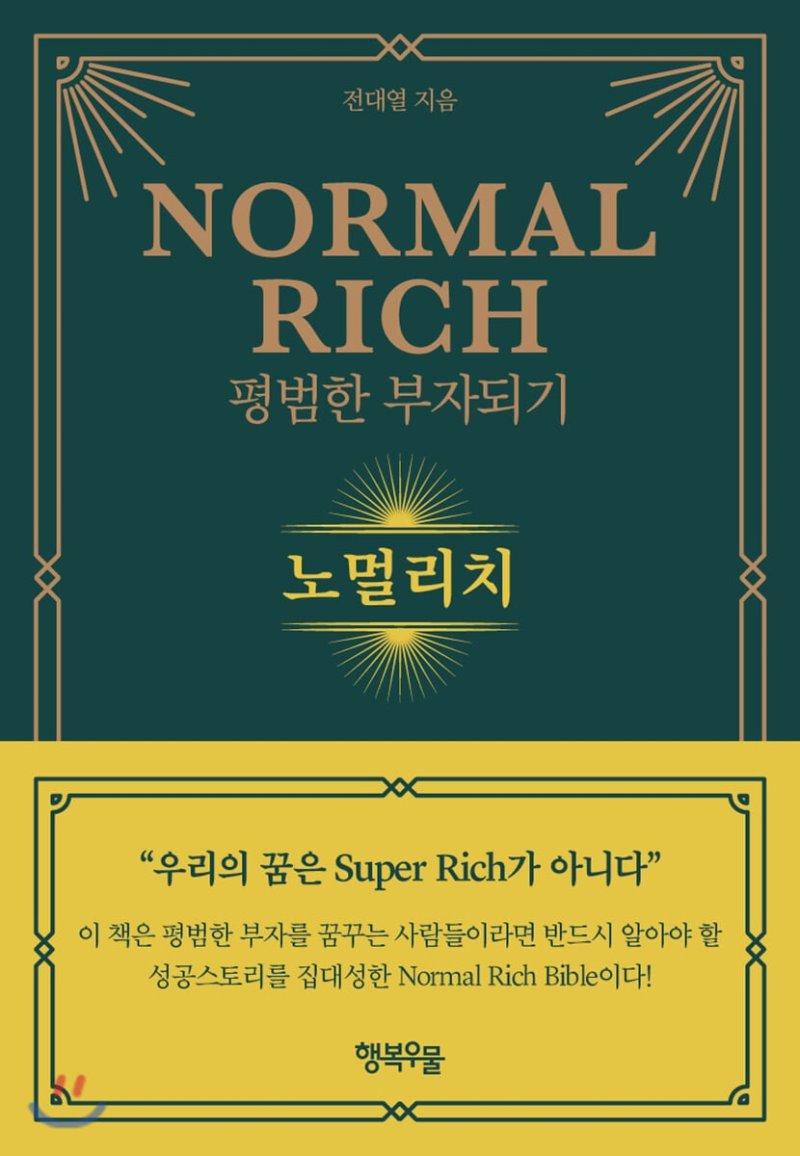 전대열 지음
NORMAL
RICH
평범한 부자되기
노멀리치
“우리의 꿈은 Super Rich가 아니다”
이 책은 평범한 부자를 꿈꾸는 사람들이라면 반드시 알아야 할
성공스토리를 집대성한 Normal Rich Bible이다!
행복우물